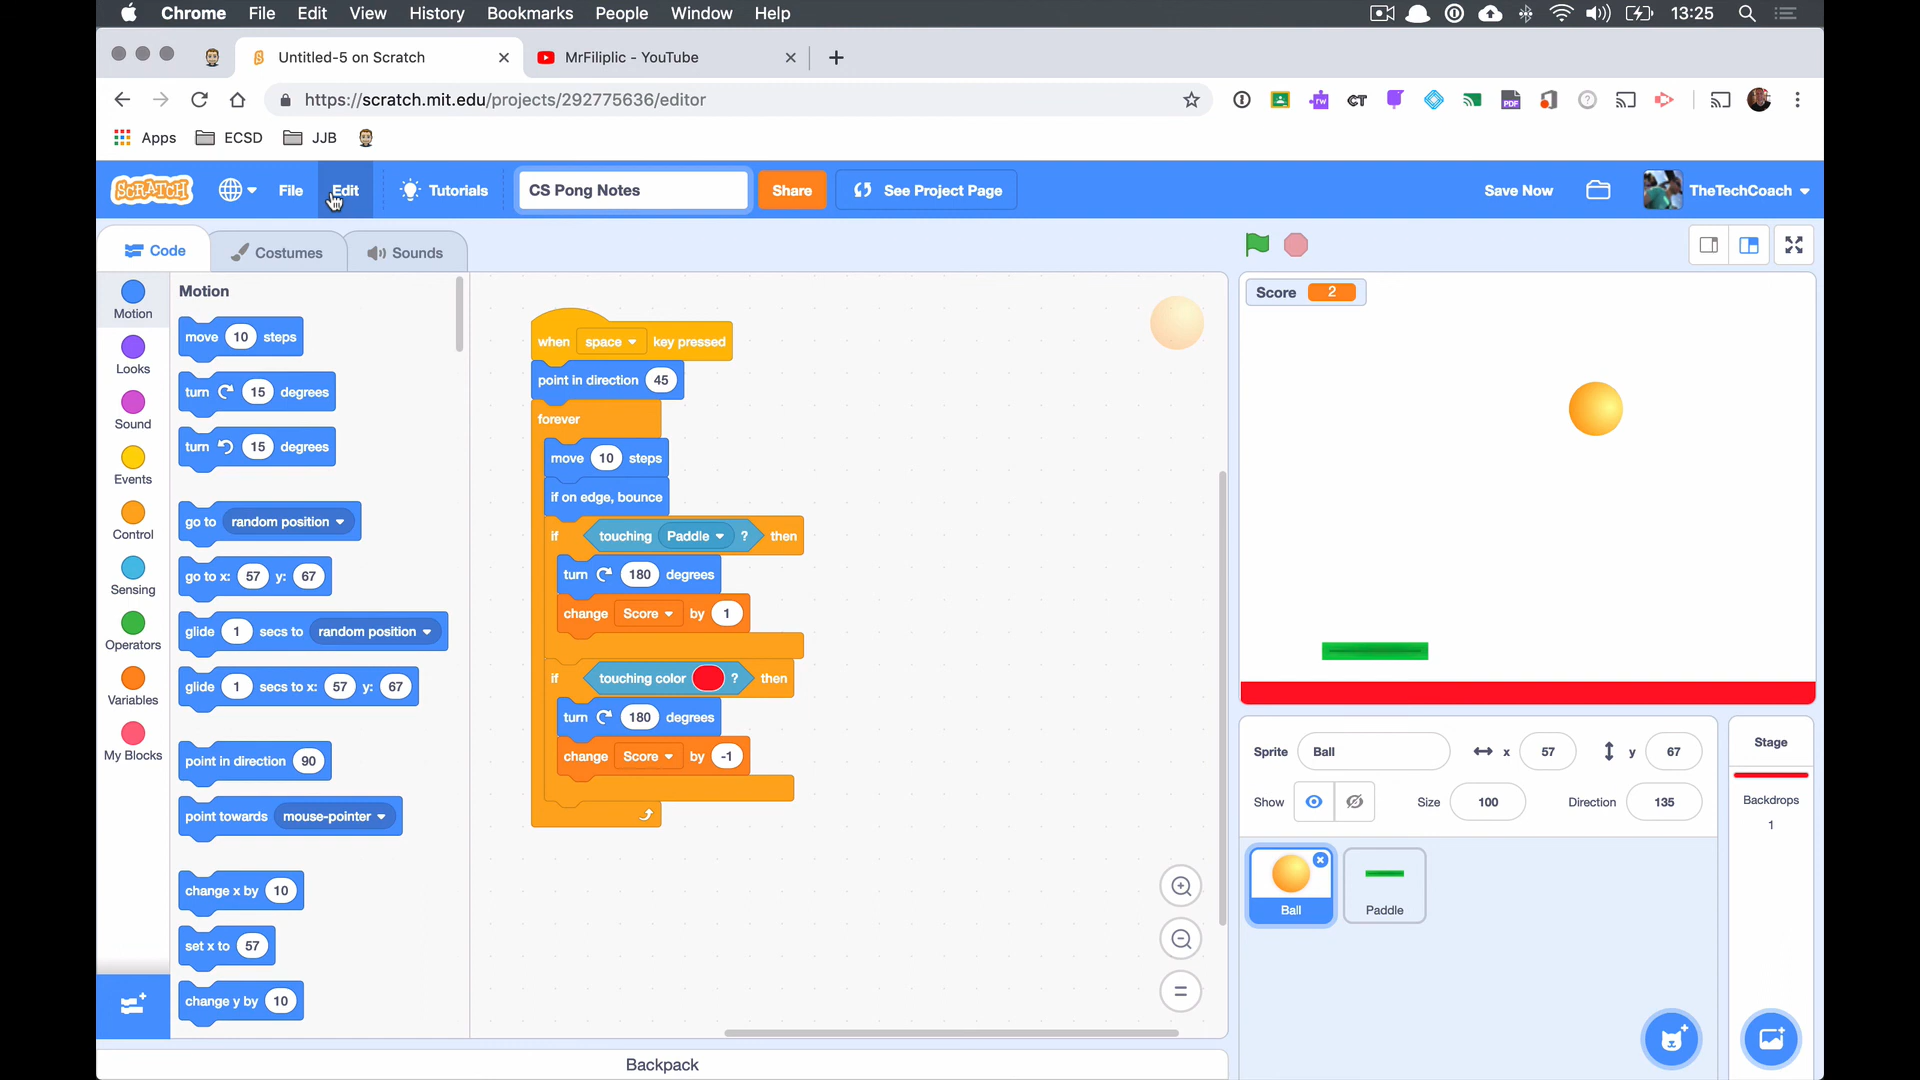 Chrome File Edit View History Bookmarks People Window Help 13:25
Untitled-5 on Scratch MrFiliplic - YouTube
https://scratch.mit.edu/projects/292775636/editor
Apps ECSD JJB
SCRATCH File Edit Tutorials CS Pong Notes Share See Project Page Save Now TheTechCoach
Code Costumes Sounds
Motion
Looks
Sound
Events
Control
Sensing
Operators
Variables
My Blocks
Motion
move 10 steps
turn 15 degrees
turn 15 degrees
go to random position
go to x: 57 y: 67
glide 1 secs to random position
glide 1 secs to x: 57 y: 67
point in direction 90
point towards mouse-pointer
change x by 10
set x to 57
change y by 10
when space key pressed
point in direction 45
forever
move 10 steps
if on edge, bounce
if touching Paddle ? then
turn 180 degrees
change Score by 1
if touching color ? then
turn 180 degrees
change Score by -1
Score 2
Sprite Ball x 57 y 67
Show Size 100 Direction 135
Ball
Paddle
Stage
Backdrops
1
Backpack